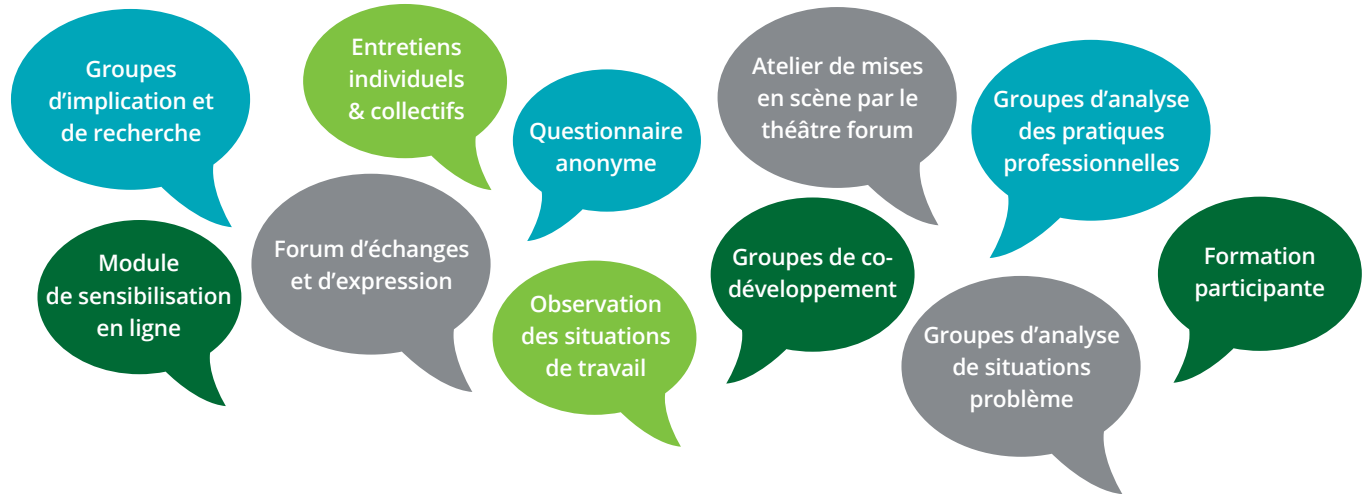 Groupes
d’implication et
de recherche
Entretiens
individuels
& collectifs
Questionnaire
anonyme
Atelier de mises
en scène par le
théâtre forum
Groupes d’analyse
des pratiques
professionnelles
Module
de sensibilisation
en ligne
Forum d’échanges
et d’expression
Observation
des situations
de travail
Groupes de co-
développement
Groupes d’analyse
de situations
problème
Formation
participante